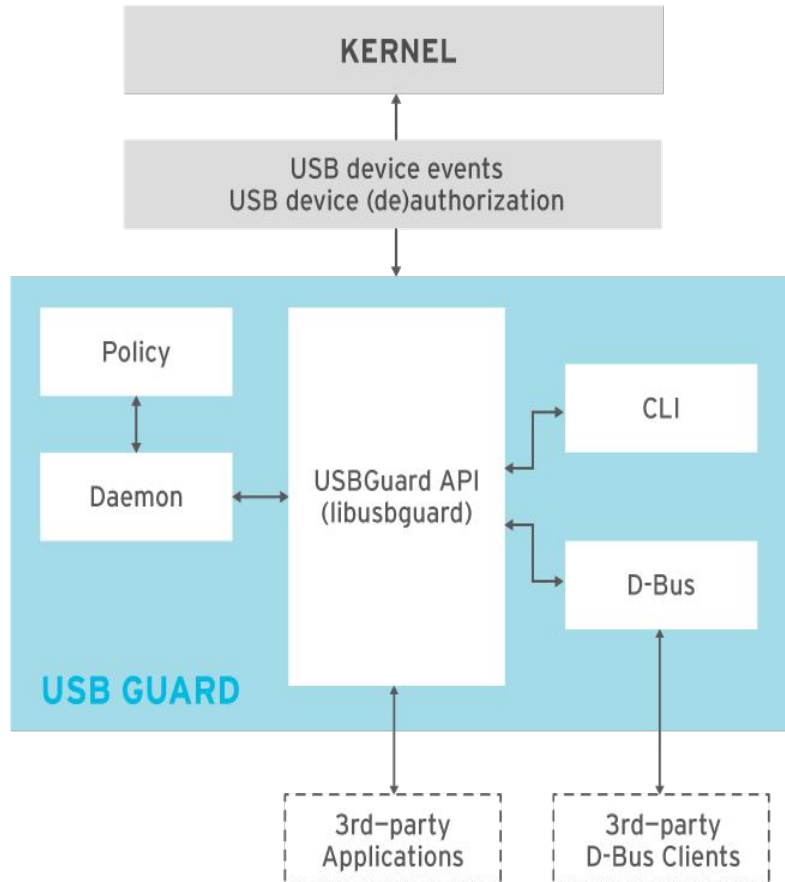 KERNEL
USB device events
USB device (de)authorization
Policy
Daemon
USBGuard API
(libusbguard)
CLI
D-Bus
USB GUARD
3rd–party
Applications
3rd–party
D-Bus Clients